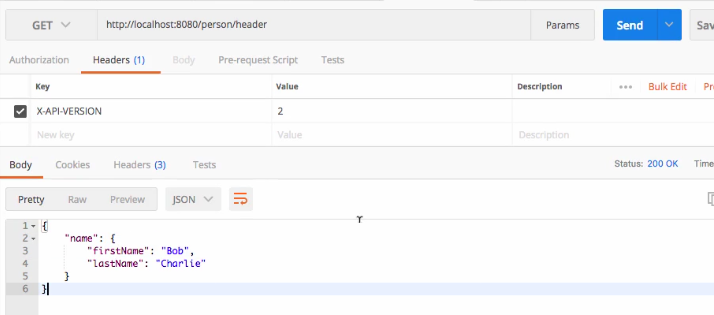 GET http://localhost:8080/person/header Params Send Sav
Authorization Headers (1) Body Pre-request Script Tests
Key Value Description ••• Bulk Edit Pr
X-API-VERSION 2
New key Value Description
Body Cookies Headers (3) Tests Status: 200 OK Time
Pretty Raw Preview JSON
1 {
2 "name": {
3 "firstName": "Bob",
4 "lastName": "Charlie"
5 }
6 }